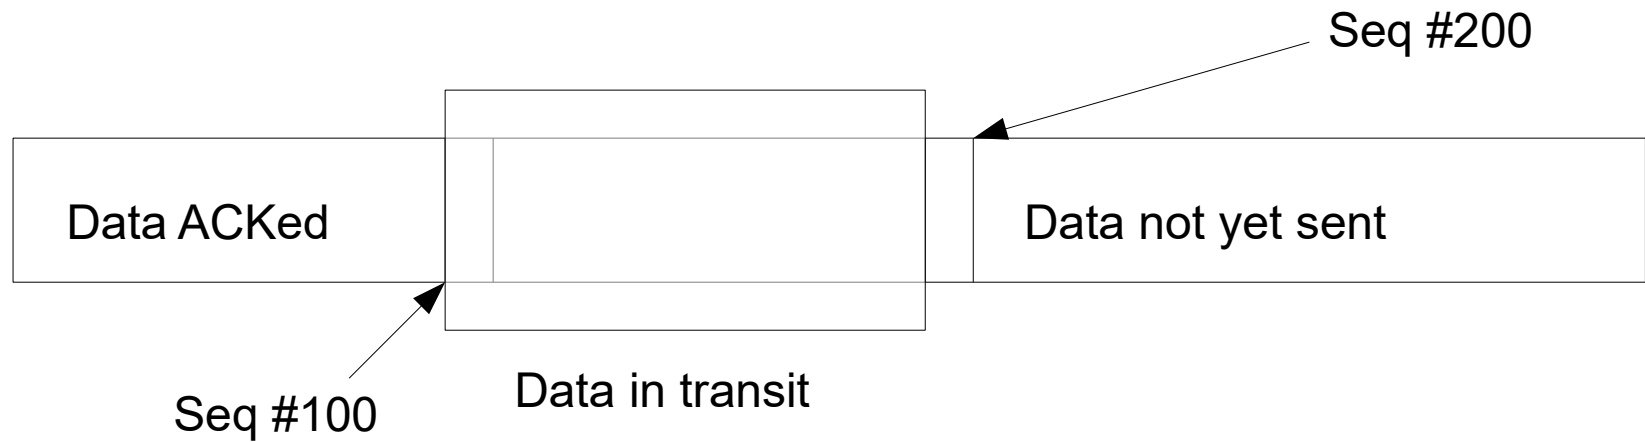 Seq #200
Data ACKed
Data not yet sent
Data in transit
Seq #100